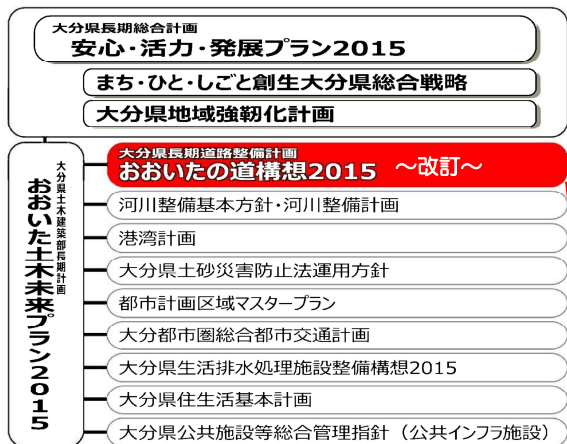 大分県長期総合計画
安心・活力・発展プラン2015
まち・ひと・しごと創生大分県総合戦略
大分県地域強靱化計画
大分県土木建築部長期計画
おおいた土木未来プラン2015
大分県長期道路整備計画
おおいたの道構想2015 ～改訂～
河川整備基本方針・河川整備計画
港湾計画
大分県土砂災害防止法運用方針
都市計画区域マスタープラン
大分都市圏総合都市交通計画
大分県生活排水処理施設整備構想2015
大分県住生活基本計画
大分県公共施設等総合管理指針（公共インフラ施設）